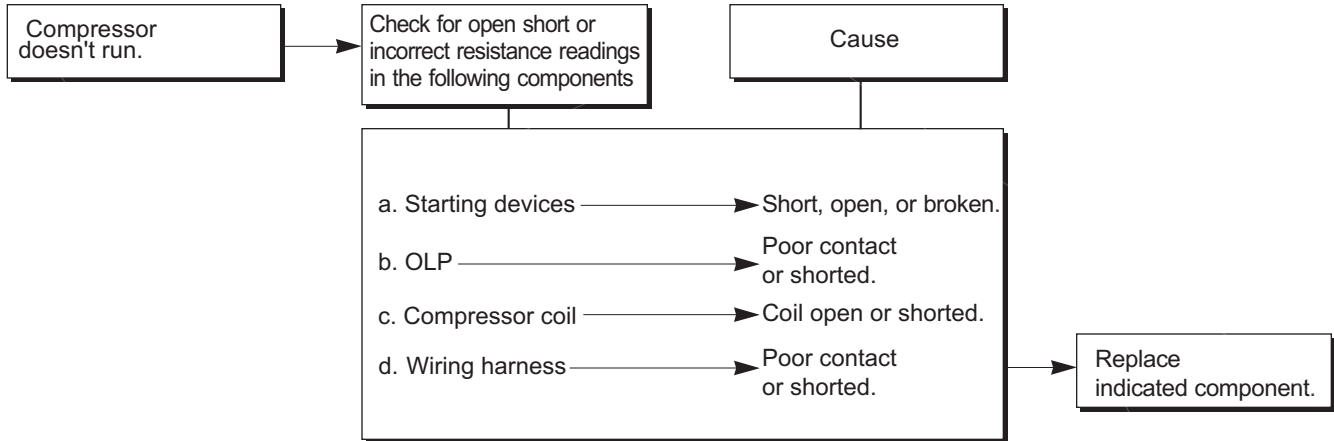 Compressor
doesn't run.
Check for open short or
incorrect resistance readings
in the following components
Cause
a. Starting devices
Short, open, or broken.
b. OLP
Poor contact
or shorted.
c. Compressor coil
Coil open or shorted.
d. Wiring harness
Poor contact
or shorted.
Replace
indicated component.